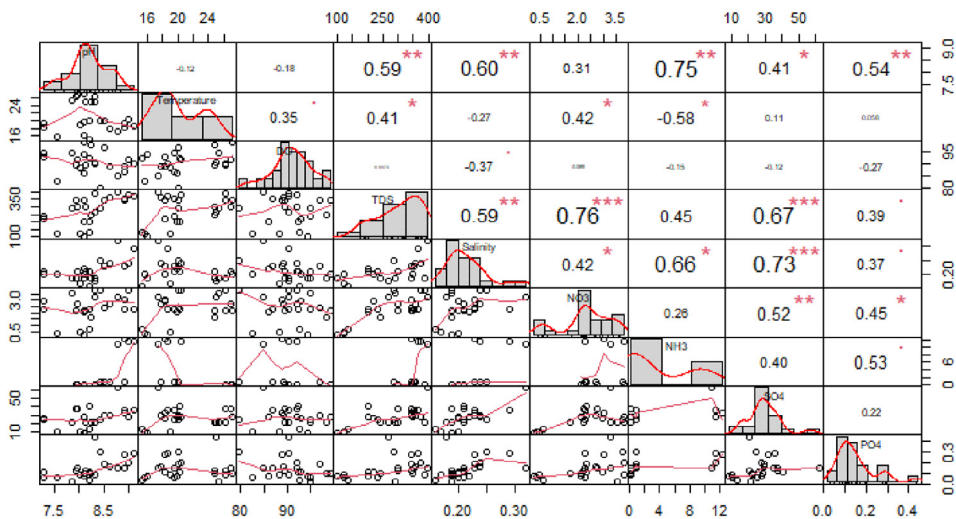 16 20 24 100 250 400 0.5 2.0 3.5 10 30 50
pH -0.12 -0.18 0.59 ** 0.60 ** 0.31 0.75 ** 0.41 * 0.54 ** 7.5 9.0
16 24 Temperature 0.35 . 0.41 * -0.27 0.42 * -0.58 * 0.11 0.058
DO -0.37 . -0.15 -0.12 -0.27 80 95
100 350 TDS 0.59 ** 0.76 *** 0.45 0.67 *** 0.39 .
Salinity 0.42 * 0.66 * 0.73 *** 0.37 . 0.20
0.5 3.0 NO3 0.26 0.52 ** 0.45 *
NH3 0.40 0.53 . 0 6
10 50 SO4 0.22
PO4 0.0 0.3
7.5 8.5 80 90 0.20 0.30 0 4 8 12 0.0 0.2 0.4